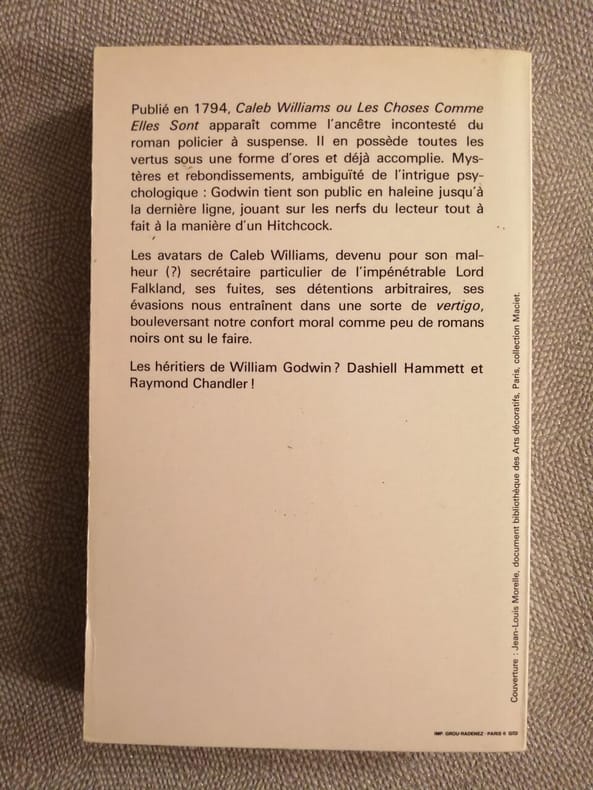 Publié en 1794, Caleb Williams ou Les Choses Comme
Elles Sont apparaît comme l'ancêtre incontesté du
roman policier à suspense. Il en possède toutes les
vertus sous une forme d'ores et déjà accomplie. Mys-
tères et rebondissements, ambiguïté de l'intrigue psy-
chologique : Godwin tient son public en haleine jusqu'à
la dernière ligne, jouant sur les nerfs du lecteur tout à
fait à la manière d'un Hitchcock.
Les avatars de Caleb Williams, devenu pour son mal-
heur (?) secrétaire particulier de l'impénétrable Lord
Falkland, ses fuites, ses détentions arbitraires, ses
évasions nous entraînent dans une sorte de vertigo,
bouleversant notre confort moral comme peu de romans
noirs ont su le faire.
Les héritiers de William Godwin ? Dashiell Hammett et
Raymond Chandler !
Couverture : Jean-Louis Morelle, document bibliothèque des Arts décoratifs, Paris, collection Maciet.
IMP. GROU-RADENEZ - PARIS 6